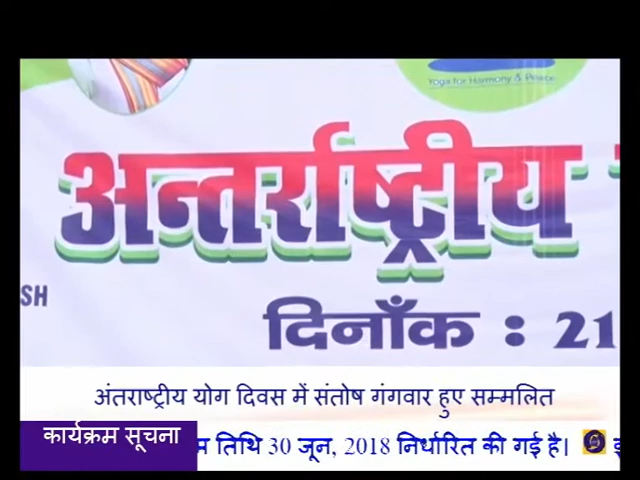 Yoga for Harmony & Peace
अन्तर्राष्ट्रीय
SH
दिनाँक : 21
अंतराष्ट्रीय योग दिवस में संतोष गंगवार हुए सम्मलित
कार्यक्रम सूचना
तिथि 30 जून, 2018 निर्धारित की गई है।